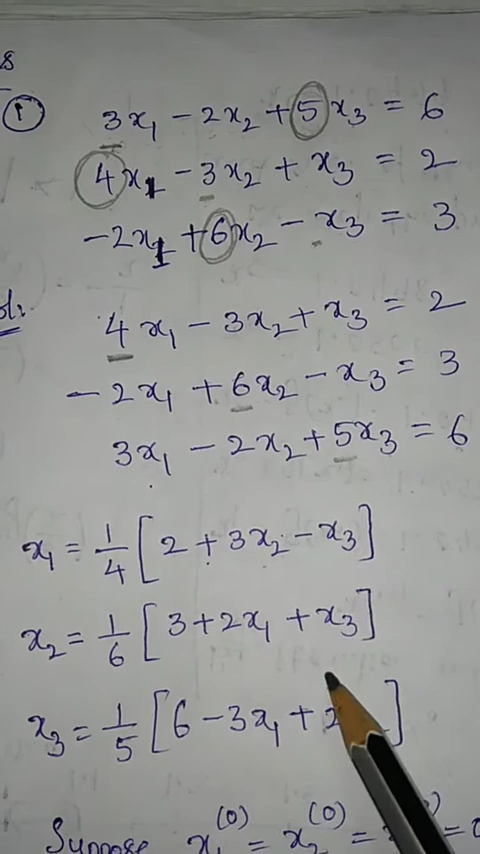 ① 3x₁ - 2x₂ + 5x₃ = 6
4x₁ - 3x₂ + x₃ = 2
-2x₁ + 6x₂ - x₃ = 3
4x₁ - 3x₂ + x₃ = 2
- 2x₁ + 6x₂ - x₃ = 3
3x₁ - 2x₂ + 5x₃ = 6
x₁ = 1/4 [2 + 3x₂ - x₃]
x₂ = 1/6 [3 + 2x₁ + x₃]
x₃ = 1/5 [6 - 3x₁ + 2 ]
Suppose x₁⁽⁰⁾ = x₂⁽⁰⁾ =